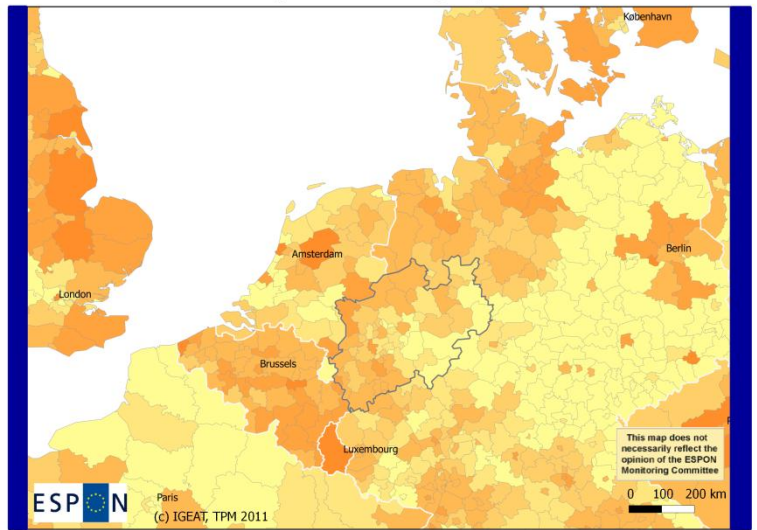 København
Amsterdam
Berlin
London
Brussels
Luxembourg
This map does not
necessarily reflect the
opinion of the ESPON
Monitoring Committee
0 100 200 km
ESPON
Paris
(c) IGEAT, TPM 2011